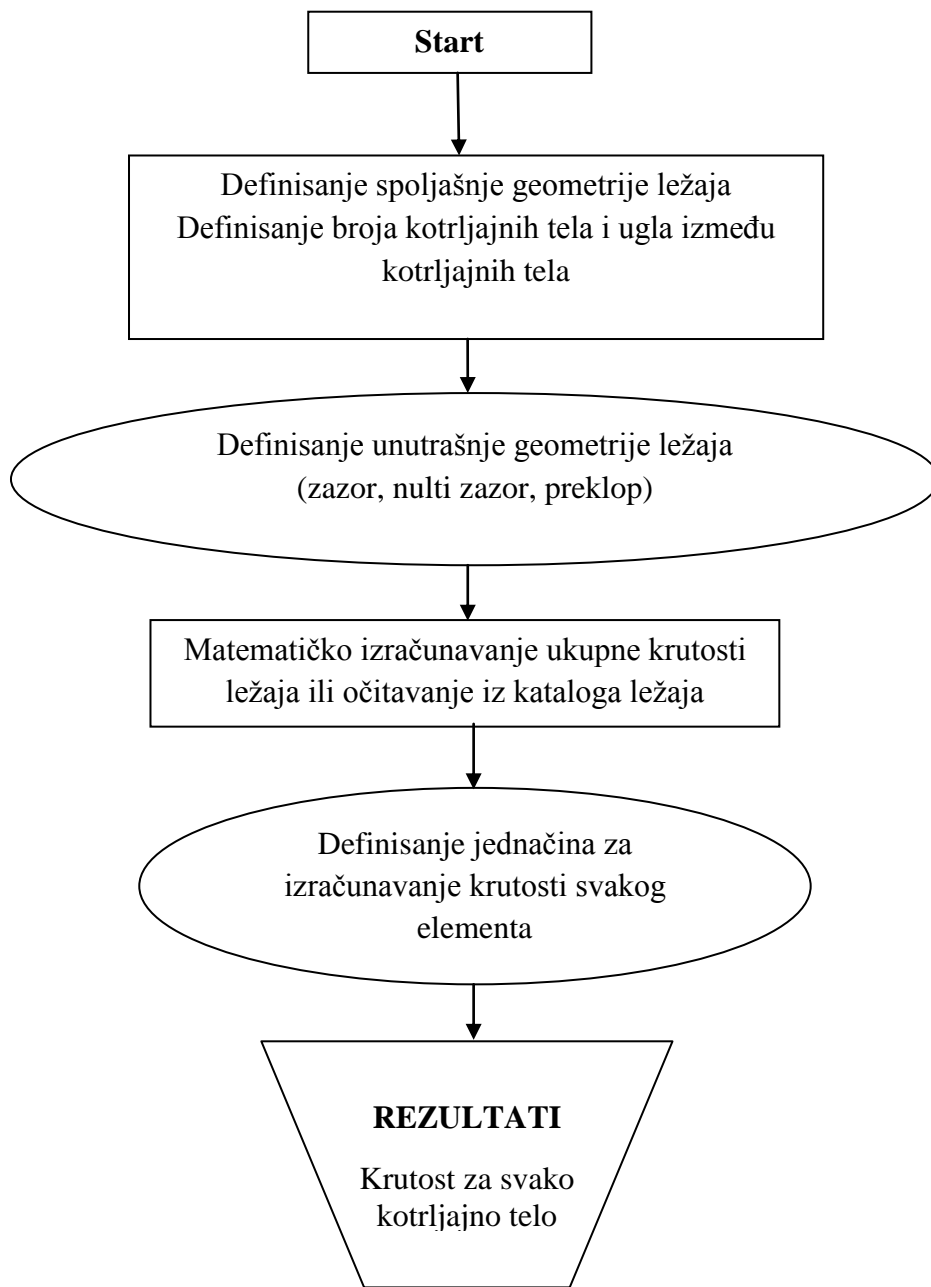 Start
Definisanje spoljašnje geometrije ležaja
Definisanje broja kotrljajnih tela i ugla između
kotrljajnih tela
Definisanje unutrašnje geometrije ležaja
(zazor, nulti zazor, preklop)
Matematičko izračunavanje ukupne krutosti
ležaja ili očitavanje iz kataloga ležaja
Definisanje jednačina za
izračunavanje krutosti svakog
elementa
REZULTATI
Krutost za svako
kotrljajno telo